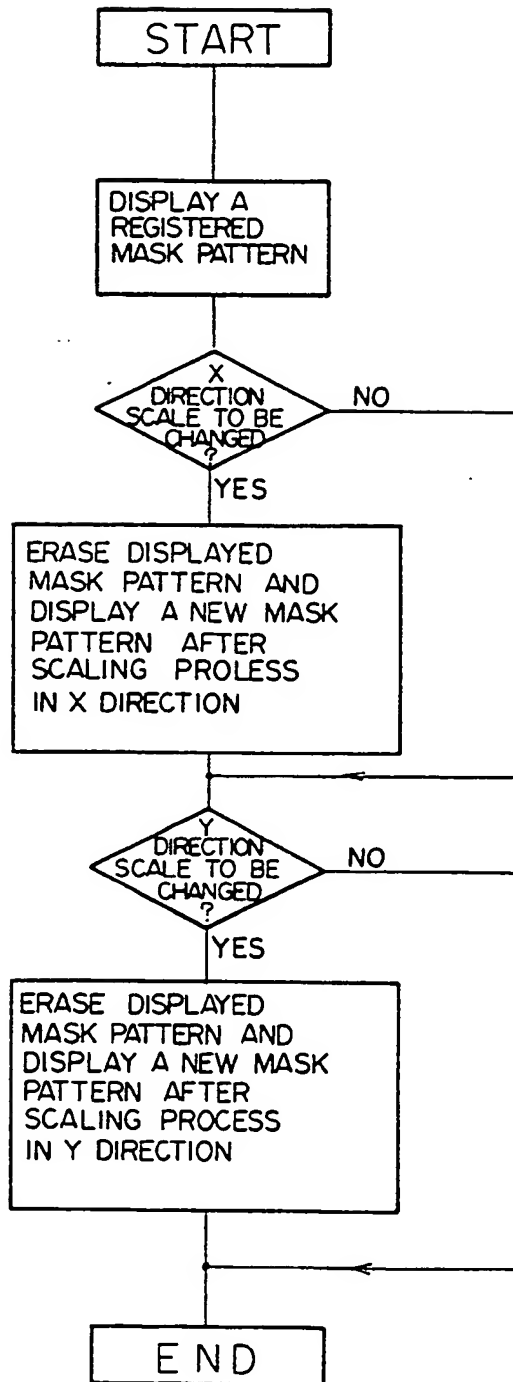 START
DISPLAY A
REGISTERED
MASK PATTERN
X
DIRECTION
SCALE TO BE
CHANGED
?
NO
YES
ERASE DISPLAYED
MASK PATTERN AND
DISPLAY A NEW MASK
PATTERN AFTER
SCALING PROLESS
IN X DIRECTION
Y
DIRECTION
SCALE TO BE
CHANGED
?
NO
YES
ERASE DISPLAYED
MASK PATTERN AND
DISPLAY A NEW MASK
PATTERN AFTER
SCALING PROCESS
IN Y DIRECTION
END